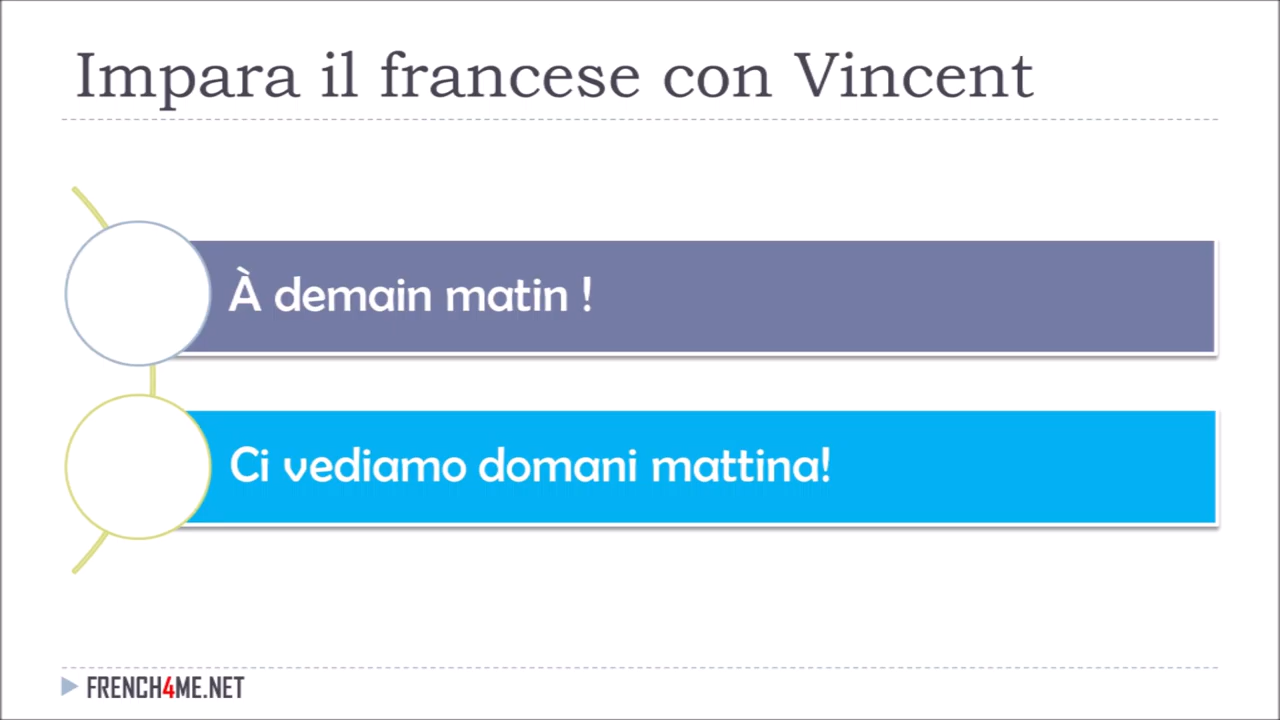 Impara il francese con Vincent
À demain matin !
Ci vediamo domani mattina!
FRENCH4ME.NET